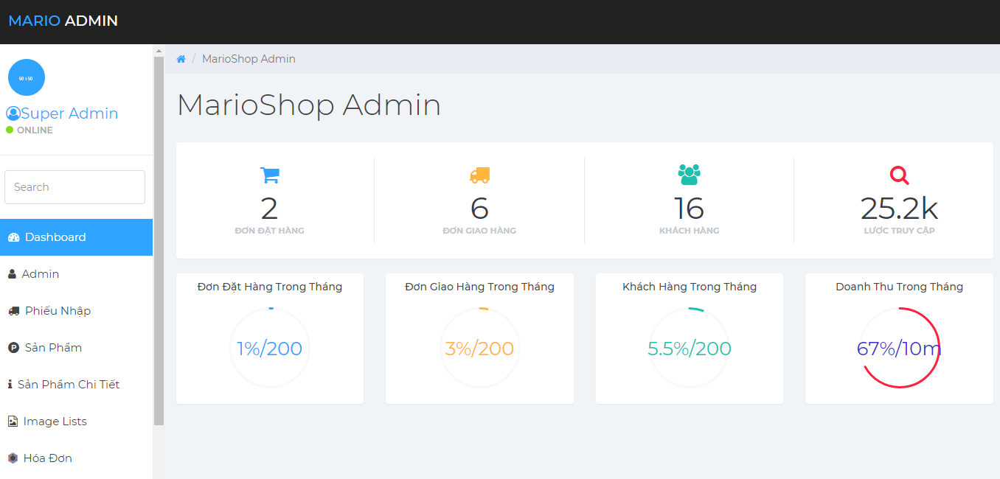 MARIO ADMIN
50 x 50
Super Admin
ONLINE
Search
Dashboard
Admin
Phiếu Nhập
Sản Phẩm
Sản Phẩm Chi Tiết
Image Lists
Hóa Đơn
/ MarioShop Admin
MarioShop Admin
2
ĐƠN ĐẶT HÀNG
6
ĐƠN GIAO HÀNG
16
KHÁCH HÀNG
25.2k
LƯỢC TRUY CẬP
Đơn Đặt Hàng Trong Tháng
1%/200
Đơn Giao Hàng Trong Tháng
3%/200
Khách Hàng Trong Tháng
5.5%/200
Doanh Thu Trong Tháng
67%/10m